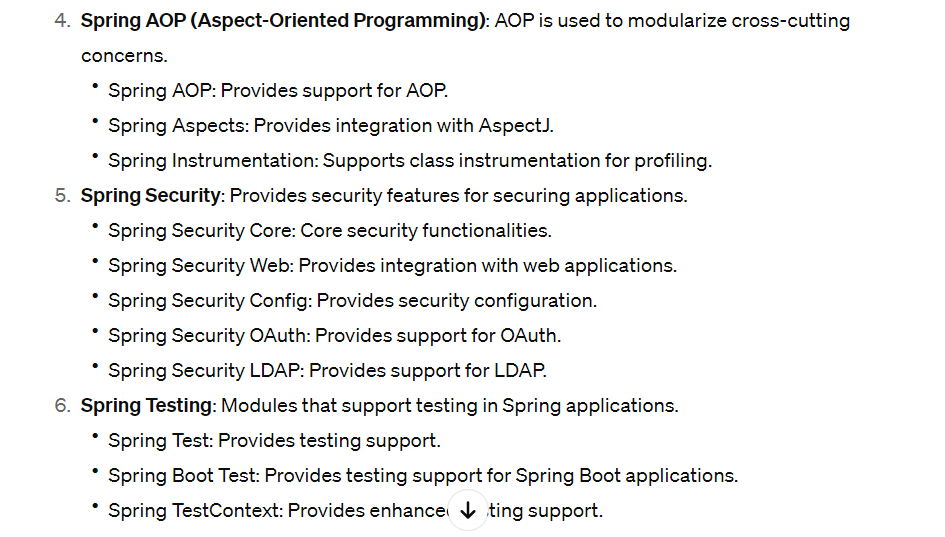 4. Spring AOP (Aspect-Oriented Programming): AOP is used to modularize cross-cutting
concerns.
• Spring AOP: Provides support for AOP.
• Spring Aspects: Provides integration with AspectJ.
• Spring Instrumentation: Supports class instrumentation for profiling.
5. Spring Security: Provides security features for securing applications.
• Spring Security Core: Core security functionalities.
• Spring Security Web: Provides integration with web applications.
• Spring Security Config: Provides security configuration.
• Spring Security OAuth: Provides support for OAuth.
• Spring Security LDAP: Provides support for LDAP.
6. Spring Testing: Modules that support testing in Spring applications.
• Spring Test: Provides testing support.
• Spring Boot Test: Provides testing support for Spring Boot applications.
• Spring TestContext: Provides support.